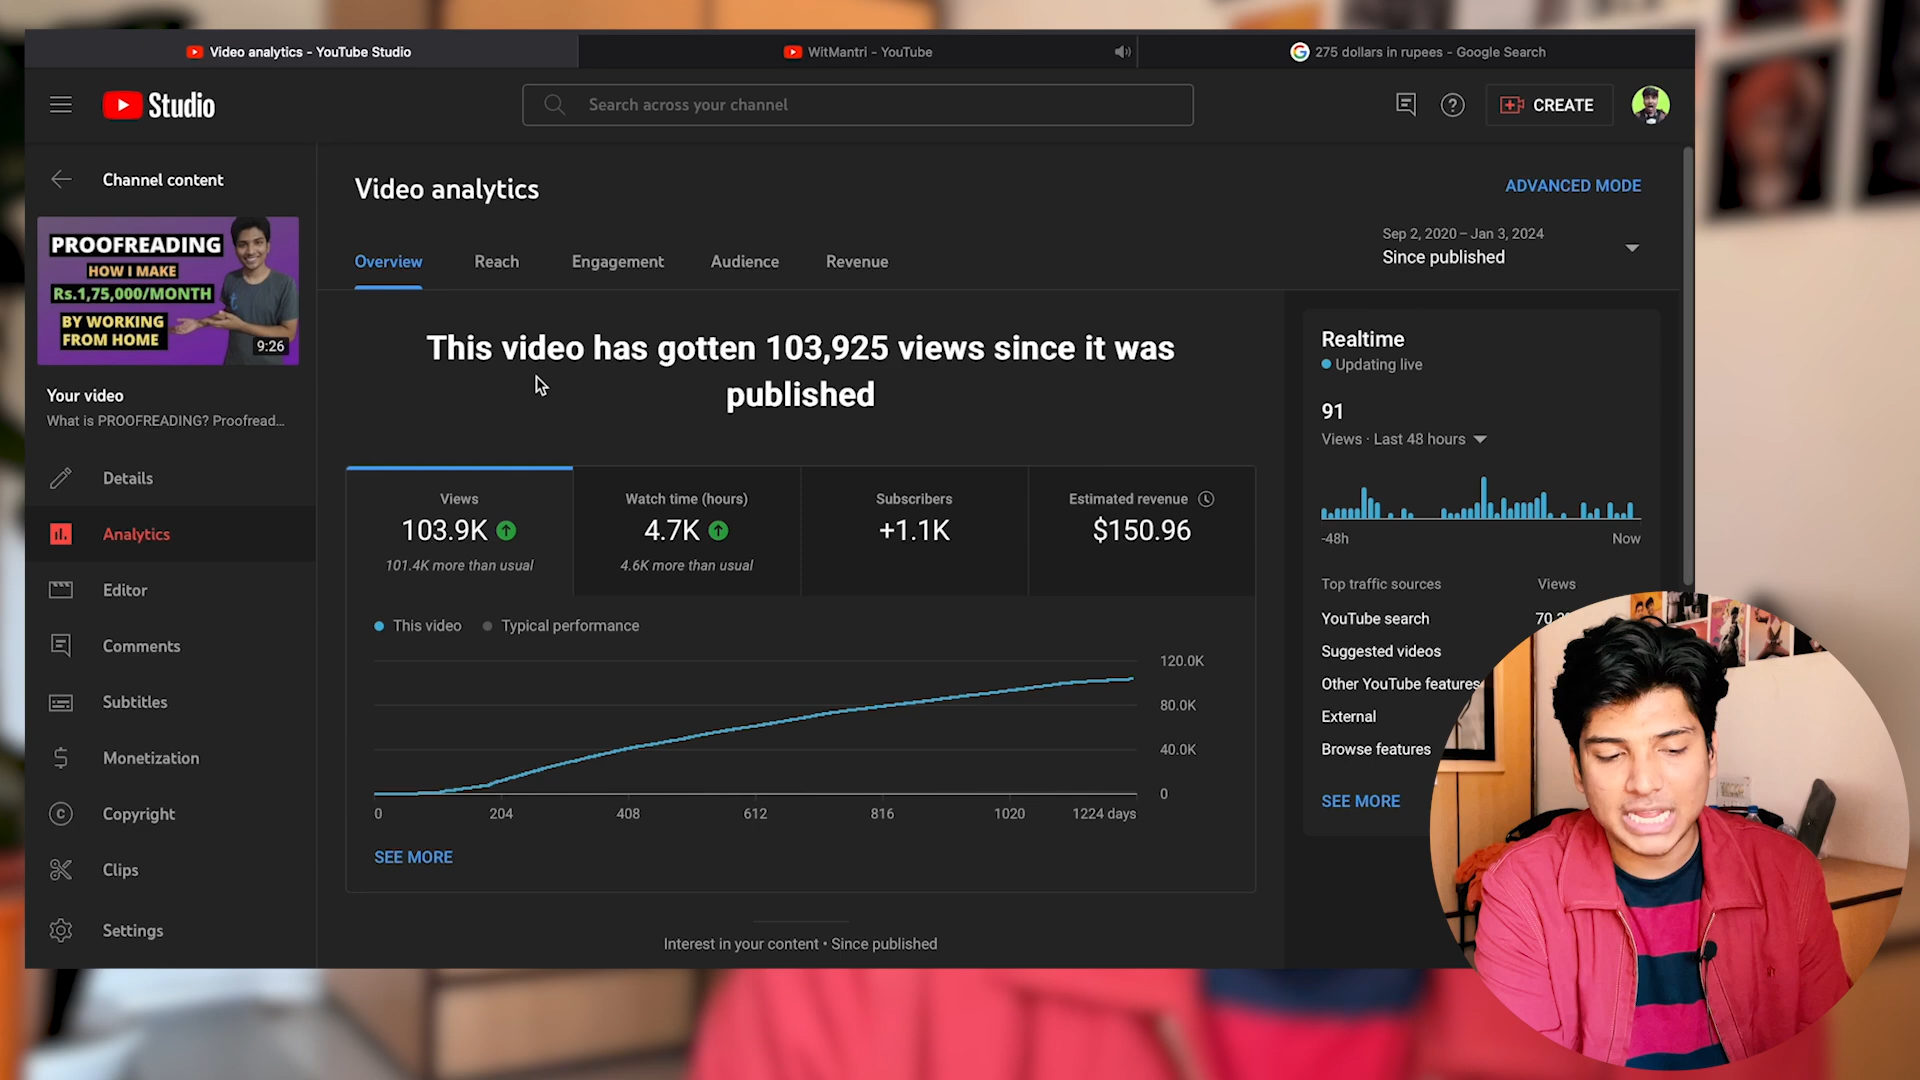 Video analytics - YouTube Studio
WitMantri - YouTube
275 dollars in rupees - Google Search
Studio
Search across your channel
CREATE
Channel content
PROOFREADING
HOW I MAKE
Rs.1,75,000/MONTH
BY WORKING
FROM HOME
9:26
Your video
What is PROOFREADING? Proofread...
Details
Analytics
Editor
Comments
Subtitles
Monetization
Copyright
Clips
Settings
Video analytics
ADVANCED MODE
Overview
Reach
Engagement
Audience
Revenue
Sep 2, 2020 – Jan 3, 2024
Since published
This video has gotten 103,925 views since it was
published
Views
103.9K
101.4K more than usual
Watch time (hours)
4.7K
4.6K more than usual
Subscribers
+1.1K
Estimated revenue
$150.96
This video
Typical performance
120.0K
80.0K
40.0K
0
0 204 408 612 816 1020 1224 days
SEE MORE
Interest in your content • Since published
Realtime
Updating live
91
Views · Last 48 hours
-48h Now
Top traffic sources Views
YouTube search
Suggested videos
Other YouTube features
External
Browse features
SEE MORE